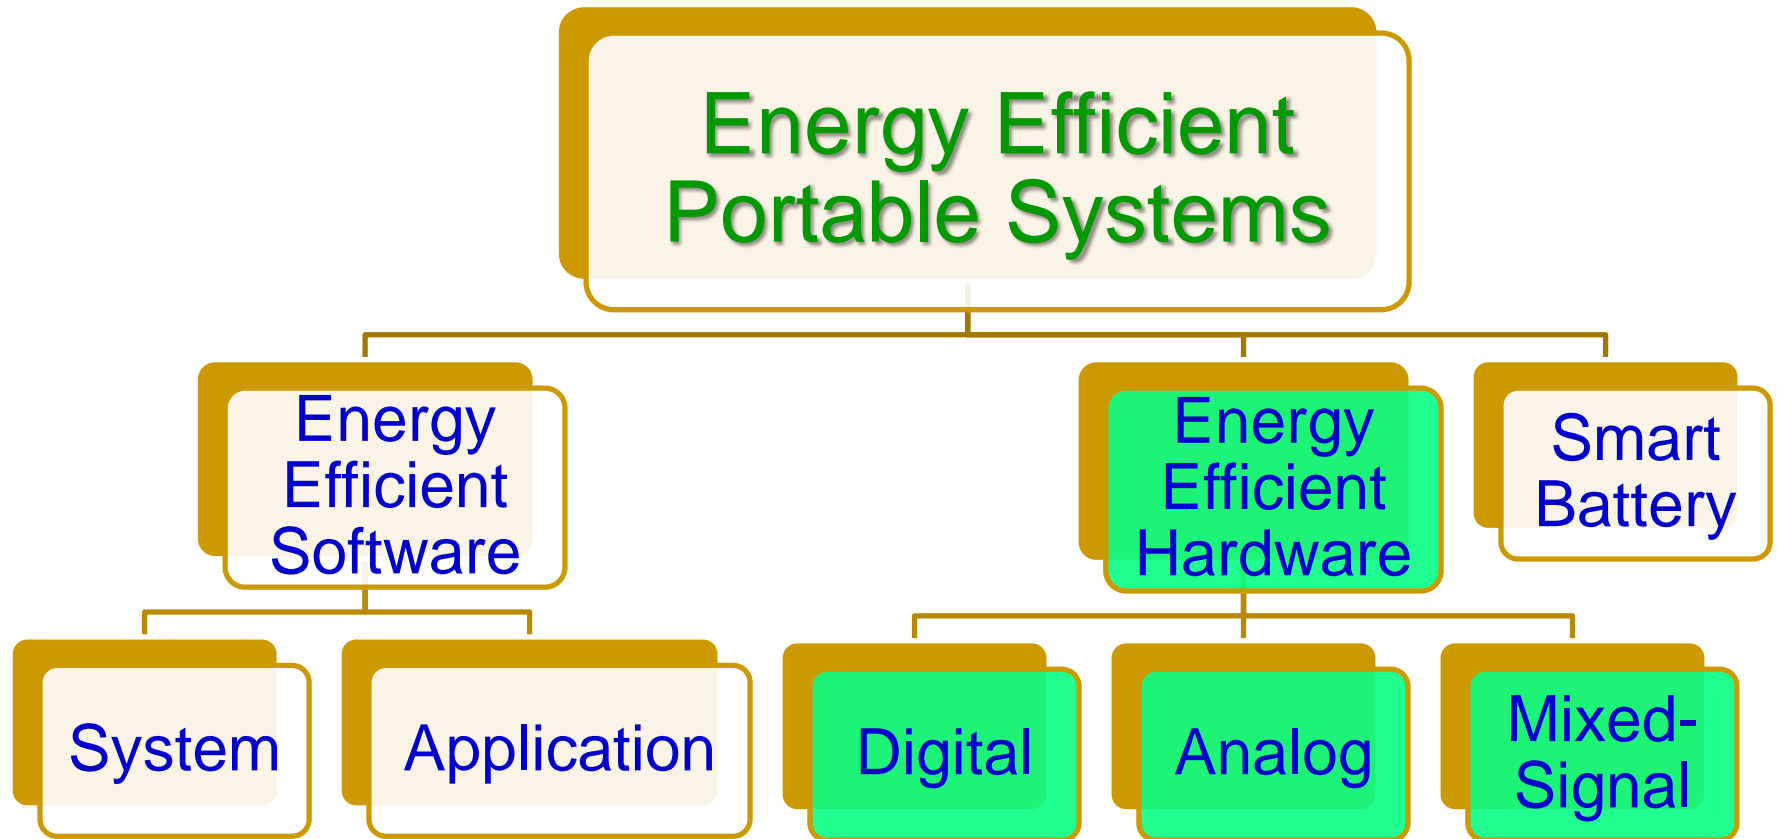 Energy Efficient
Portable Systems
Energy
Efficient
Software
Energy
Efficient
Hardware
Smart
Battery
System
Application
Digital
Analog
Mixed-
Signal